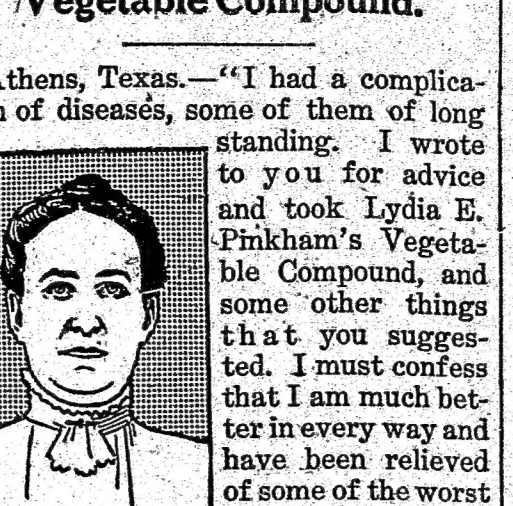 Vegetable Compound.
Athens, Texas.—"I had a complica-
n of diseases, some of them of long
standing. I wrote
to you for advice
and took Lydia E.
Pinkham's Vegeta-
ble Compound, and
some other things
that you sugges-
ted. I must confess
that I am much bet-
ter in every way and
have been relieved
of some of the worst